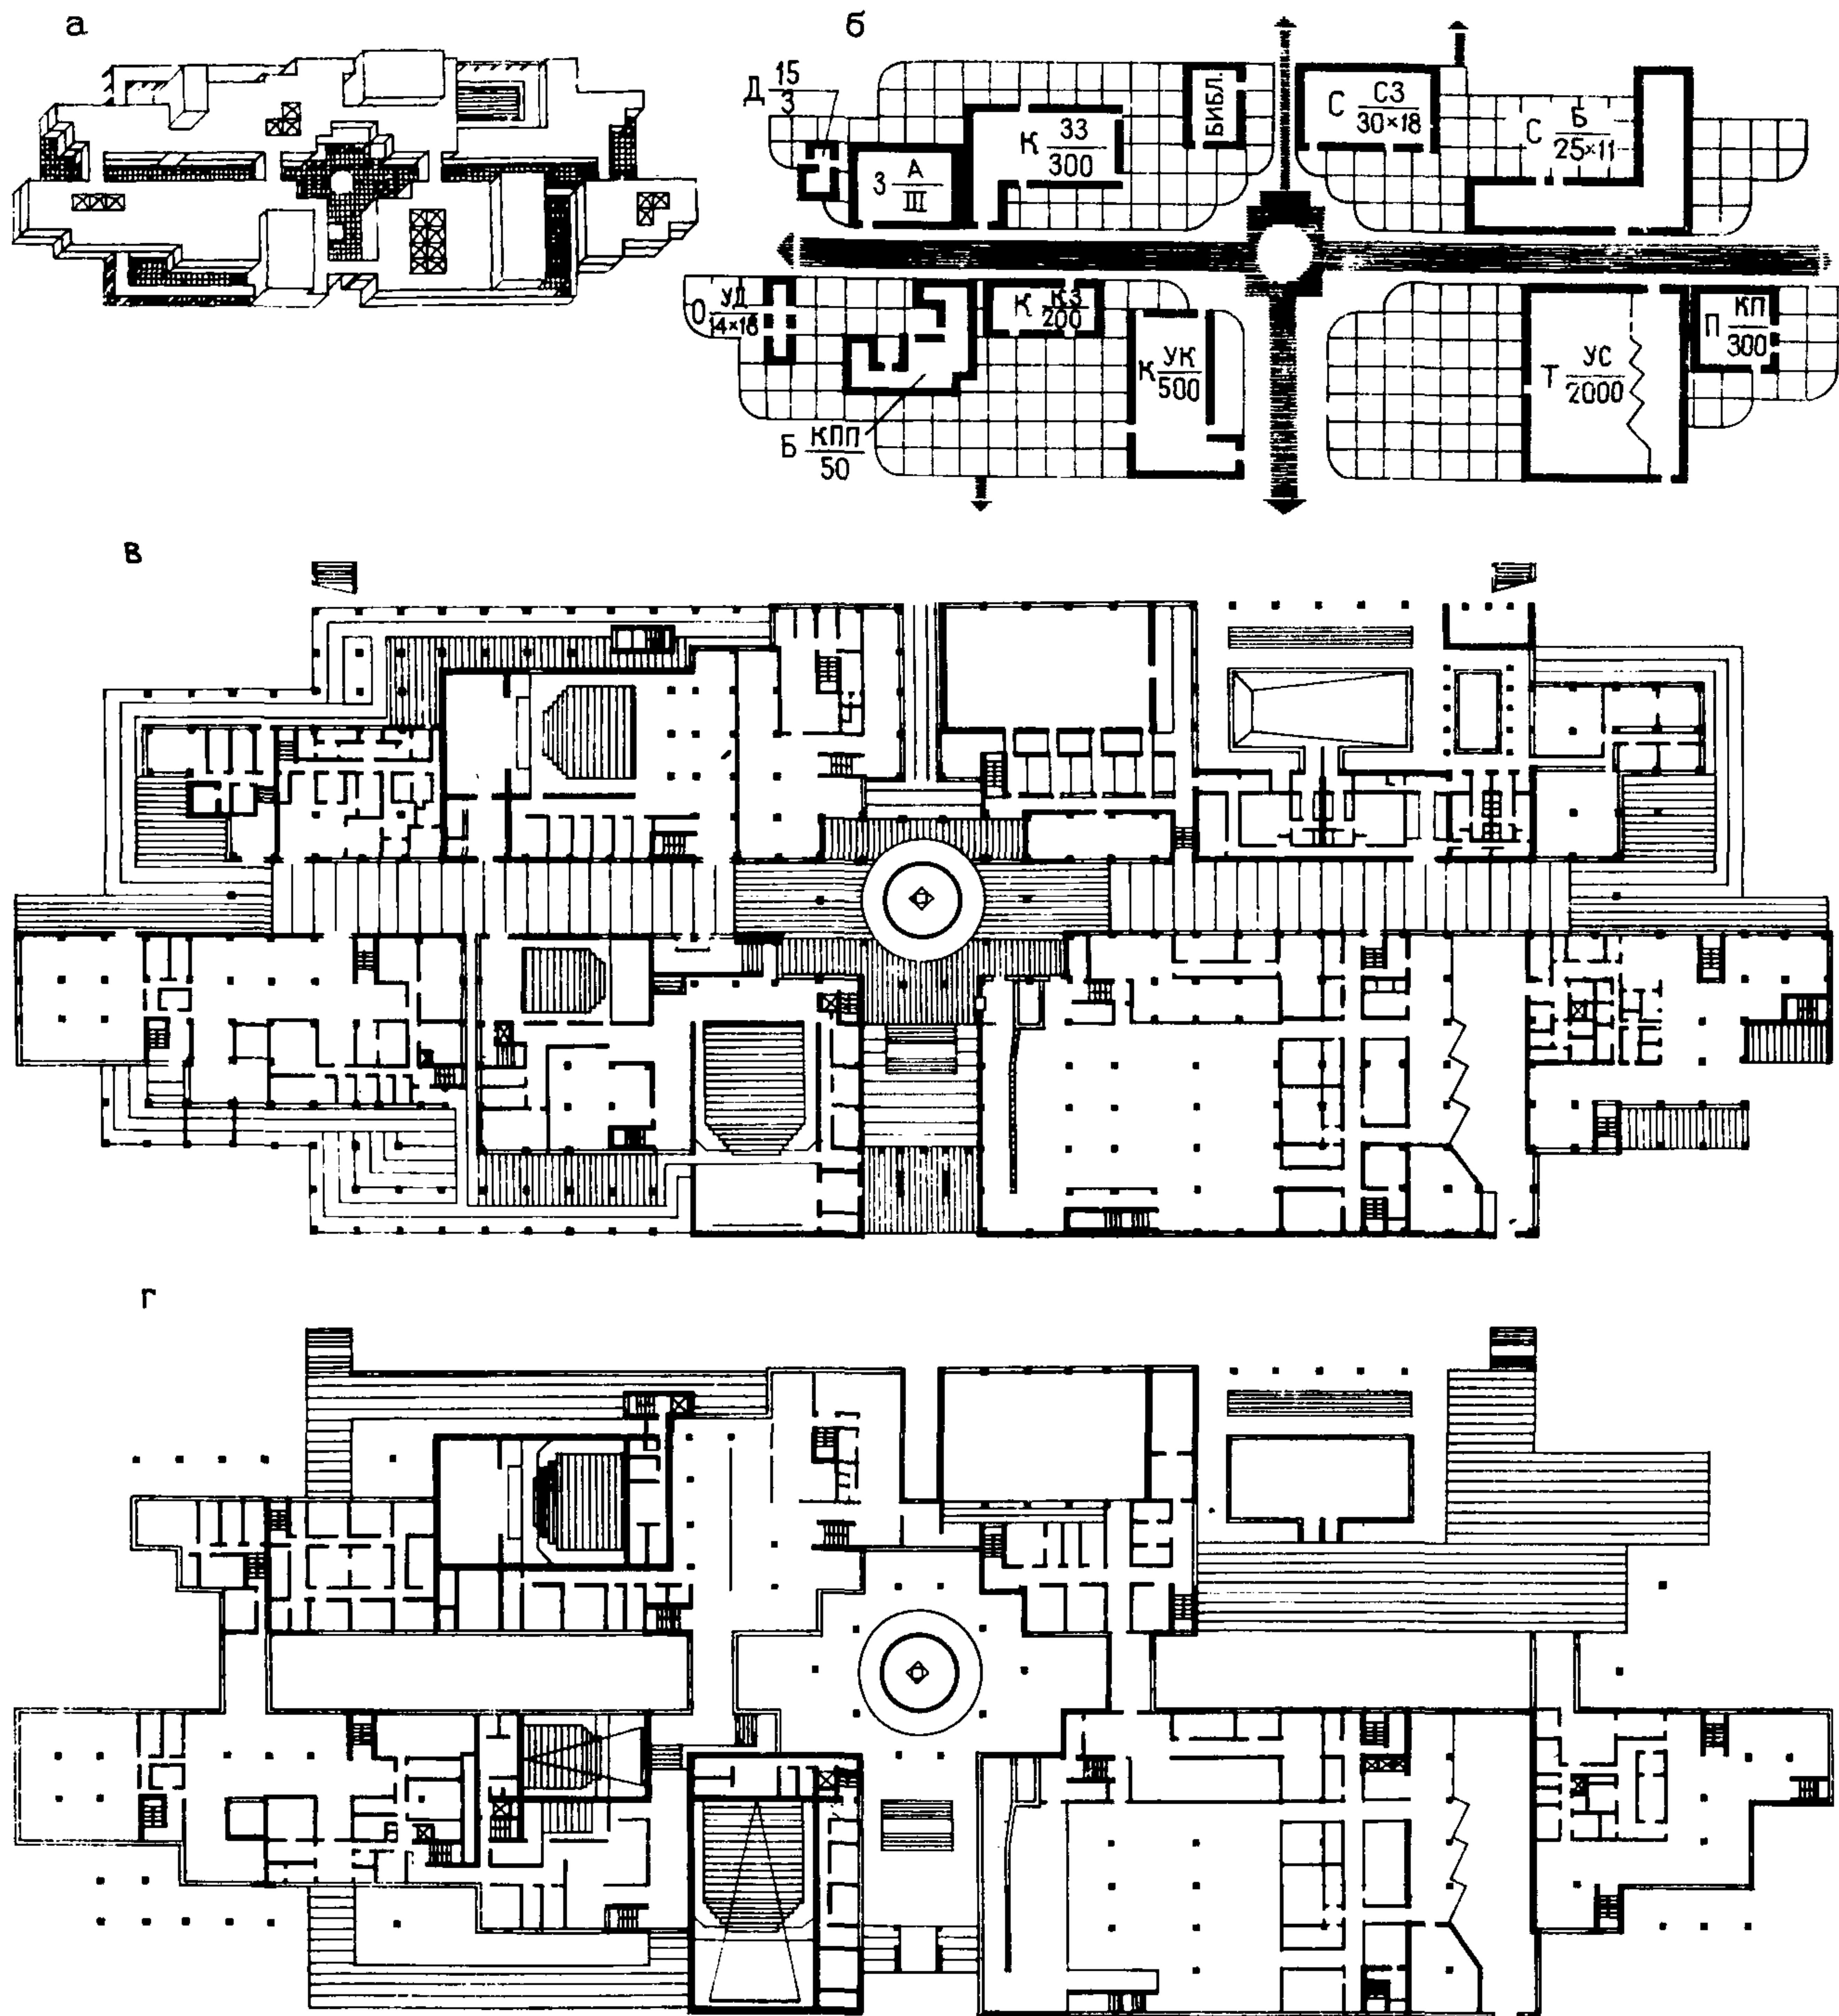 а
б
Д 15/3
З А/III
К ЗЗ/300
БИБЛ.
С СЗ/30×18
С Б/25×11
О УД/14×18
К КЗ/200
К УК/500
Т УС/2000
П КП/300
Б КПП/50
в
г